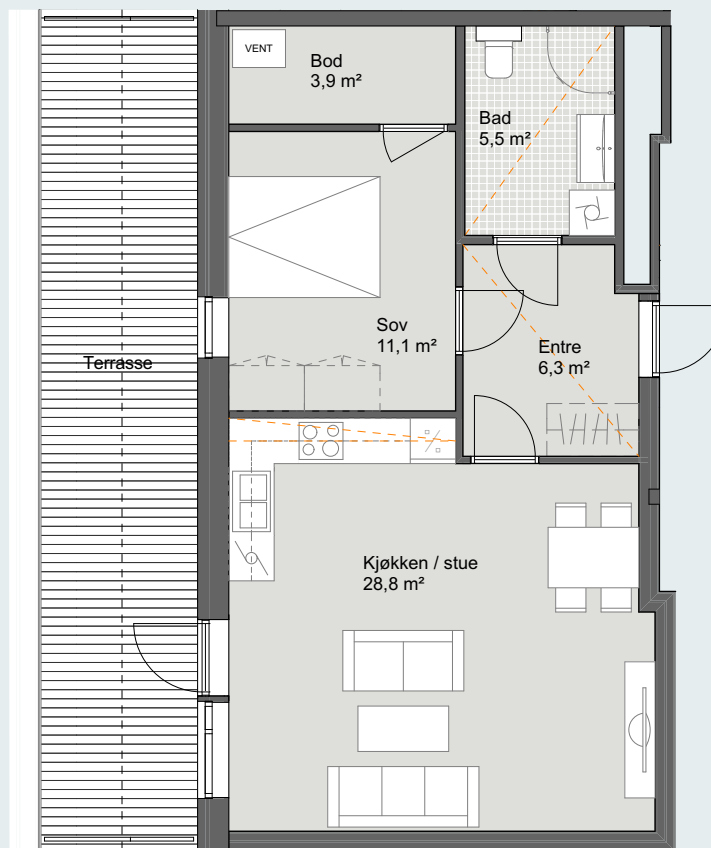 VENT
Bod
3,9 m²
Bad
5,5 m²
Sov
11,1 m²
Entre
6,3 m²
Terrasse
Kjøkken / stue
28,8 m²